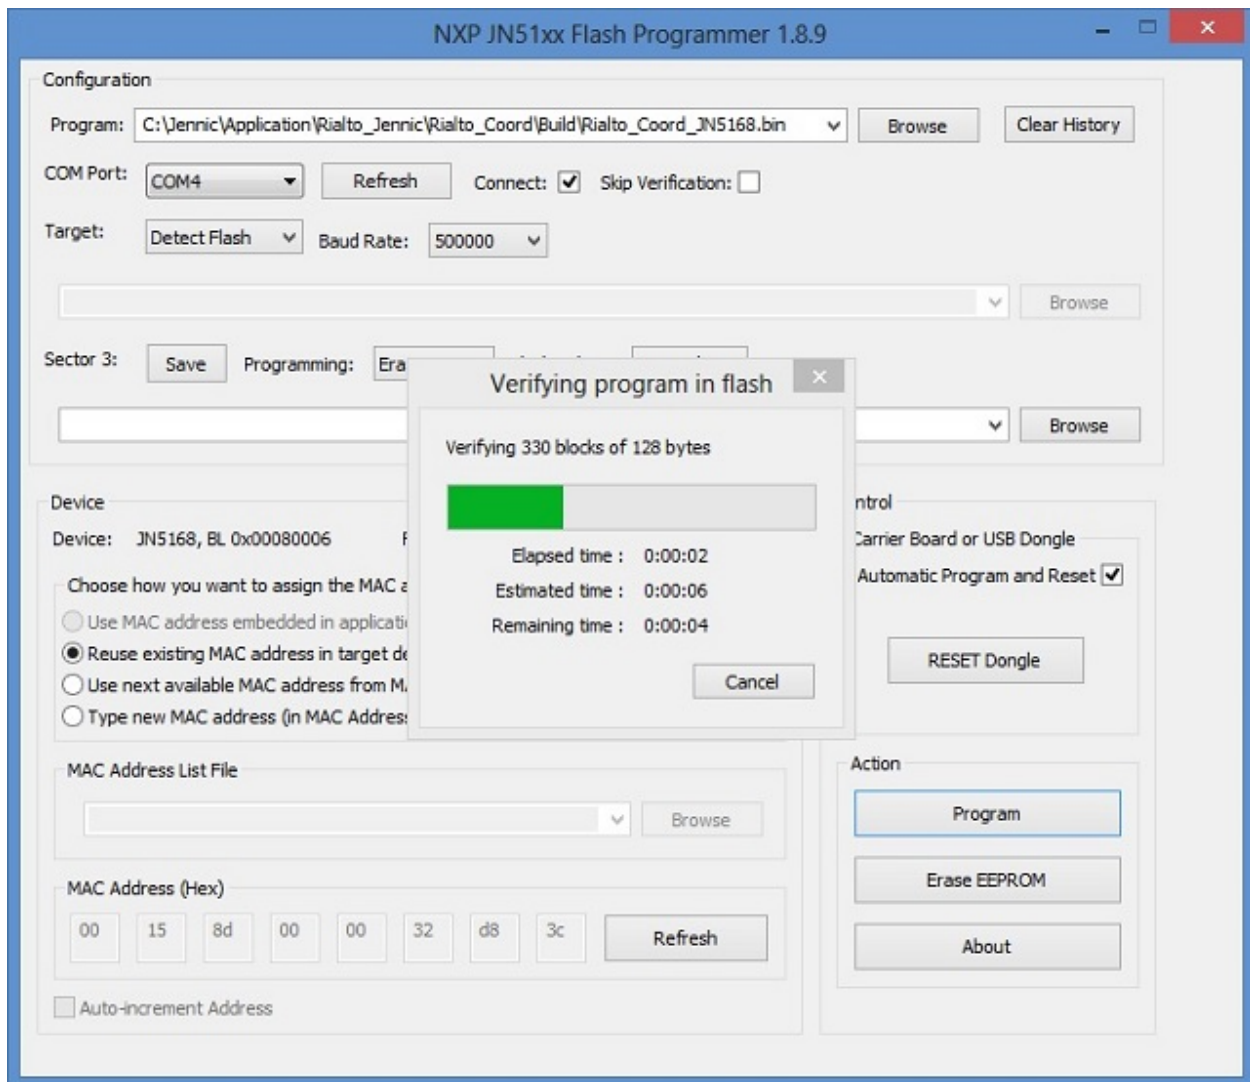 NXP JN51xx Flash Programmer 1.8.9
Configuration
Program: C:\Jennic\Application\Rialto_Jennic\Rialto_Coord\Build\Rialto_Coord_JN5168.bin Browse Clear History
COM Port: COM4 Refresh Connect: Skip Verification:
Target: Detect Flash Baud Rate: 500000
Browse
Sector 3: Save Programming: Era
Verifying program in flash
Browse
Verifying 330 blocks of 128 bytes
Elapsed time : 0:00:02
Estimated time : 0:00:06
Remaining time : 0:00:04
Cancel
Device
Device: JN5168, BL 0x00080006
Choose how you want to assign the MAC a
Use MAC address embedded in applicati
Reuse existing MAC address in target de
Use next available MAC address from M
Type new MAC address (in MAC Address
MAC Address List File
Browse
MAC Address (Hex)
00 15 8d 00 00 32 d8 3c Refresh
Auto-increment Address
ntrol
Carrier Board or USB Dongle
Automatic Program and Reset
RESET Dongle
Action
Program
Erase EEPROM
About